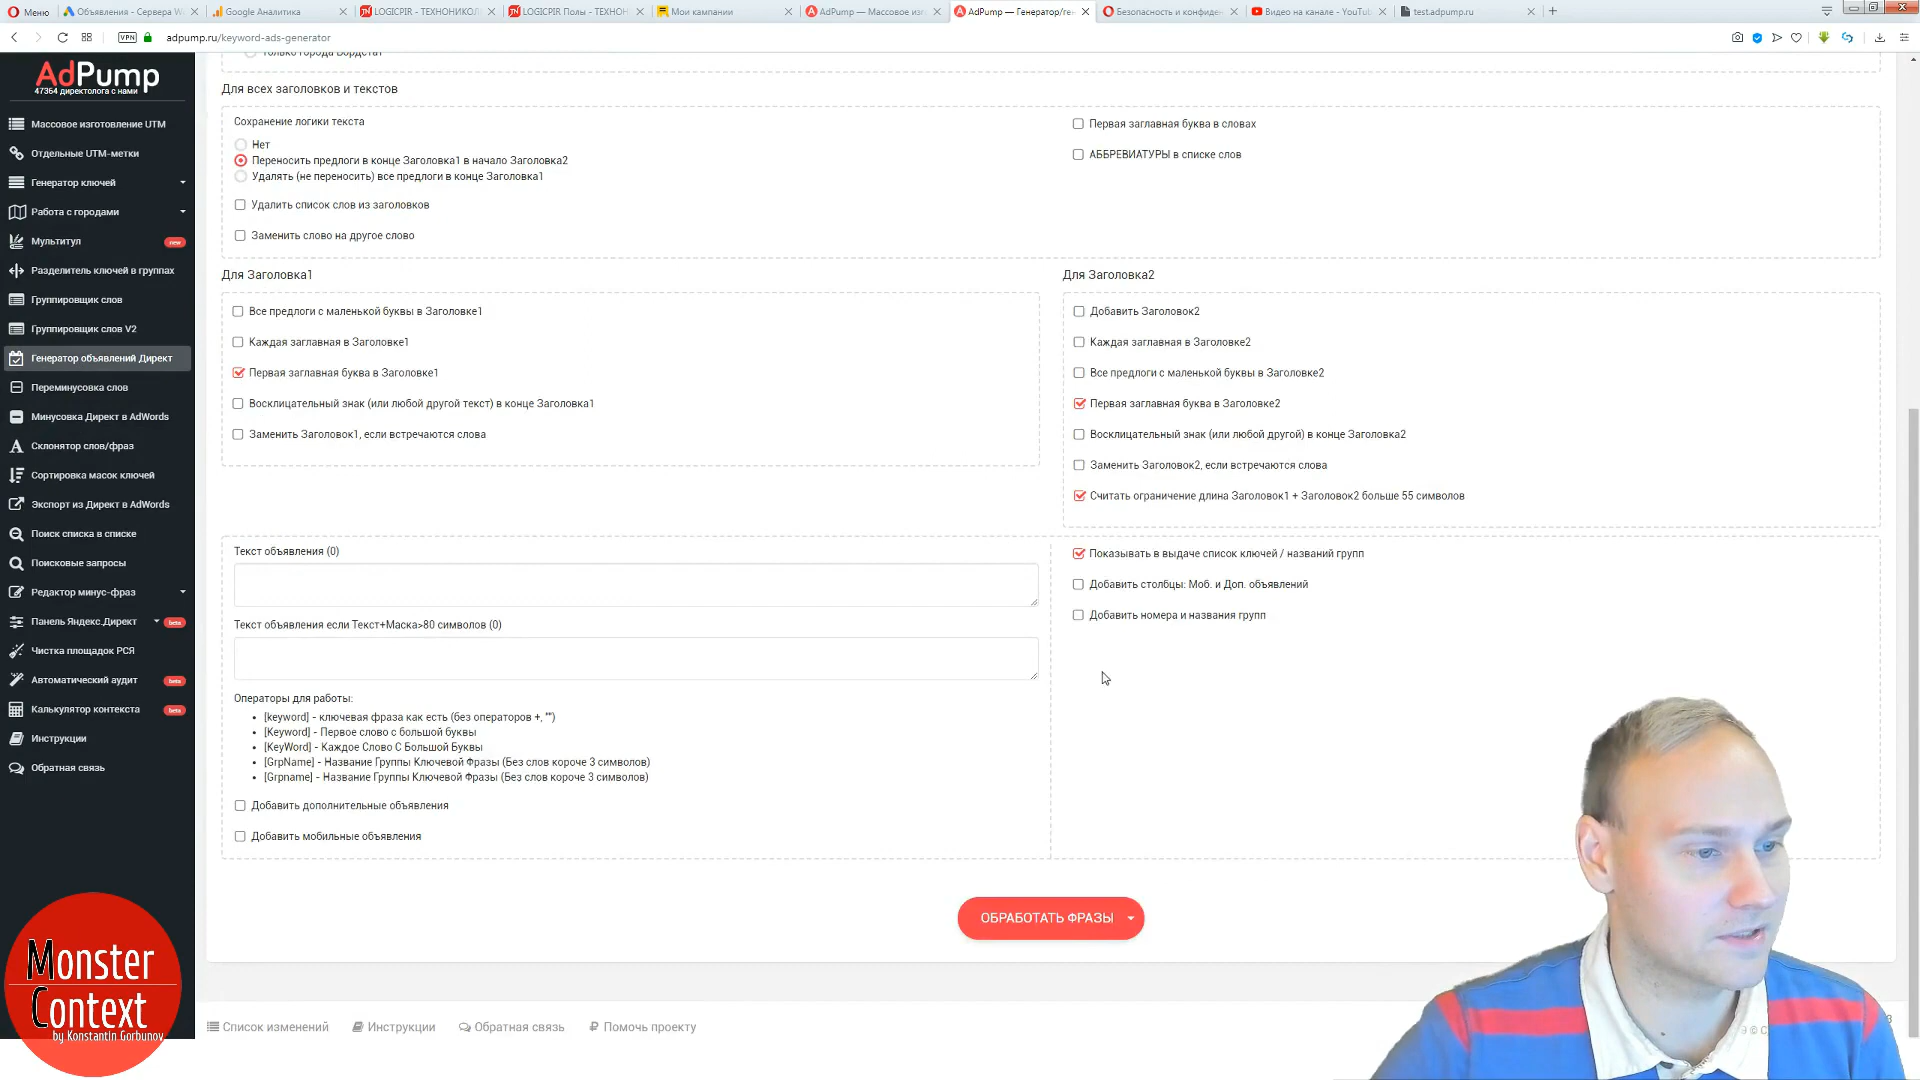 Меню
Объявления - Сервера W
Google Аналитика
LOGICPIR - ТЕХНОНИКОЛ
LOGICPIR Полы - ТЕХНОН
Мои кампании
AdPump — Массовое изг
AdPump — Генератор/ген
Безопасность и конфиден
Видео на канале - YouTub
test.adpump.ru
VPN
adpump.ru/keyword-ads-generator
AdPump
47364 директолога с нами
Массовое изготовление UTM
Отдельные UTM-метки
Генератор ключей
Работа с городами
Мультитул
new
Разделитель ключей в группах
Группировщик слов
Группировщик слов V2
Генератор объявлений Директ
Переминусовка слов
Минусовка Директ в AdWords
Склонятор слов/фраз
Сортировка масок ключей
Экспорт из Директ в AdWords
Поиск списка в списке
Поисковые запросы
Редактор минус-фраз
Панель Яндекс.Директ
beta
Чистка площадок РСЯ
Автоматический аудит
beta
Калькулятор контекста
beta
Инструкции
Обратная связь
Monster
Context
by Konstantin Gorbunov
Только города Вордстат
Для всех заголовков и текстов
Сохранение логики текста
Нет
Переносить предлоги в конце Заголовка1 в начало Заголовка2
Удалять (не переносить) все предлоги в конце Заголовка1
Удалить список слов из заголовков
Заменить слово на другое слово
Первая заглавная буква в словах
АББРЕВИАТУРЫ в списке слов
Для Заголовка1
Все предлоги с маленькой буквы в Заголовке1
Каждая заглавная в Заголовке1
Первая заглавная буква в Заголовке1
Восклицательный знак (или любой другой текст) в конце Заголовка1
Заменить Заголовок1, если встречаются слова
Для Заголовка2
Добавить Заголовок2
Каждая заглавная в Заголовке2
Все предлоги с маленькой буквы в Заголовке2
Первая заглавная буква в Заголовке2
Восклицательный знак (или любой другой) в конце Заголовка2
Заменить Заголовок2, если встречаются слова
Считать ограничение длина Заголовок1 + Заголовок2 больше 55 символов
Текст объявления (0)
Текст объявления если Текст+Маска>80 символов (0)
Операторы для работы:
[keyword] - ключевая фраза как есть (без операторов +, "")
[Keyword] - Первое слово с большой буквы
[KeyWord] - Каждое Слово С Большой Буквы
[GrpName] - Название Группы Ключевой Фразы (Без слов короче 3 символов)
[Grpname] - Название Группы Ключевой Фразы (Без слов короче 3 символов)
Добавить дополнительные объявления
Добавить мобильные объявления
Показывать в выдаче список ключей / названий групп
Добавить столбцы: Моб. и Доп. объявлений
Добавить номера и названия групп
ОБРАБОТАТЬ ФРАЗЫ
Список изменений
Инструкции
Обратная связь
Помочь проекту